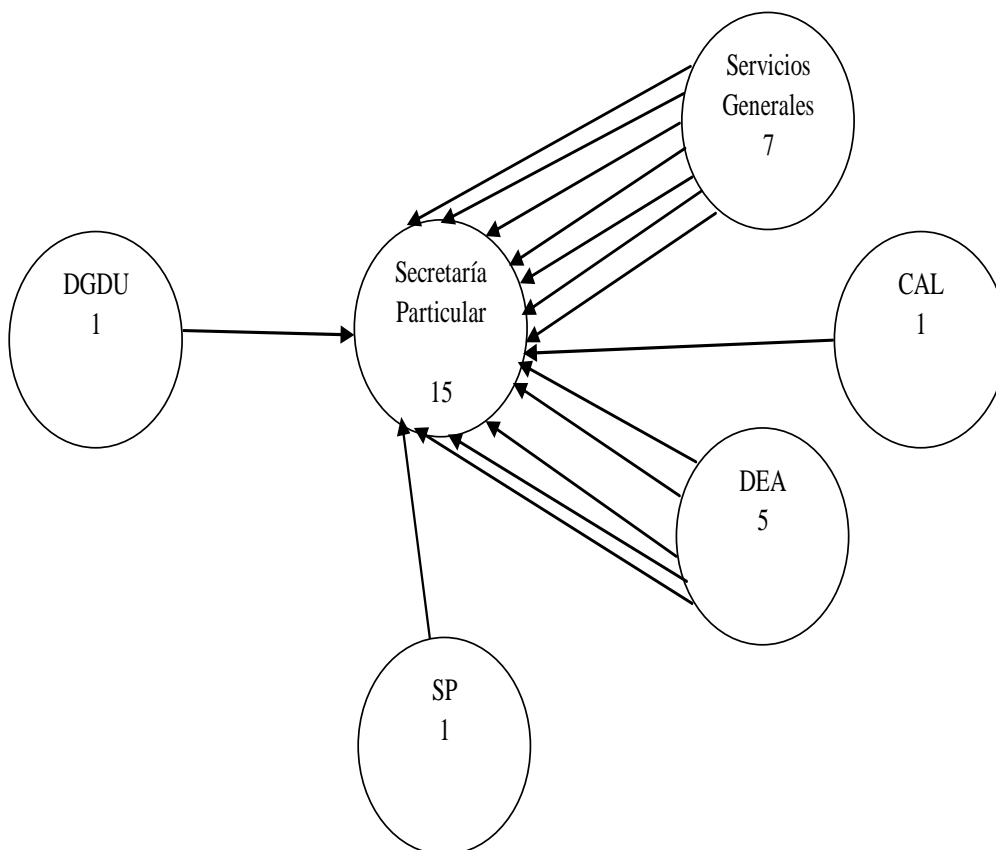 Servicios
Generales
7
DGDU
1
Secretaría
Particular
15
CAL
1
DEA
5
SP
1